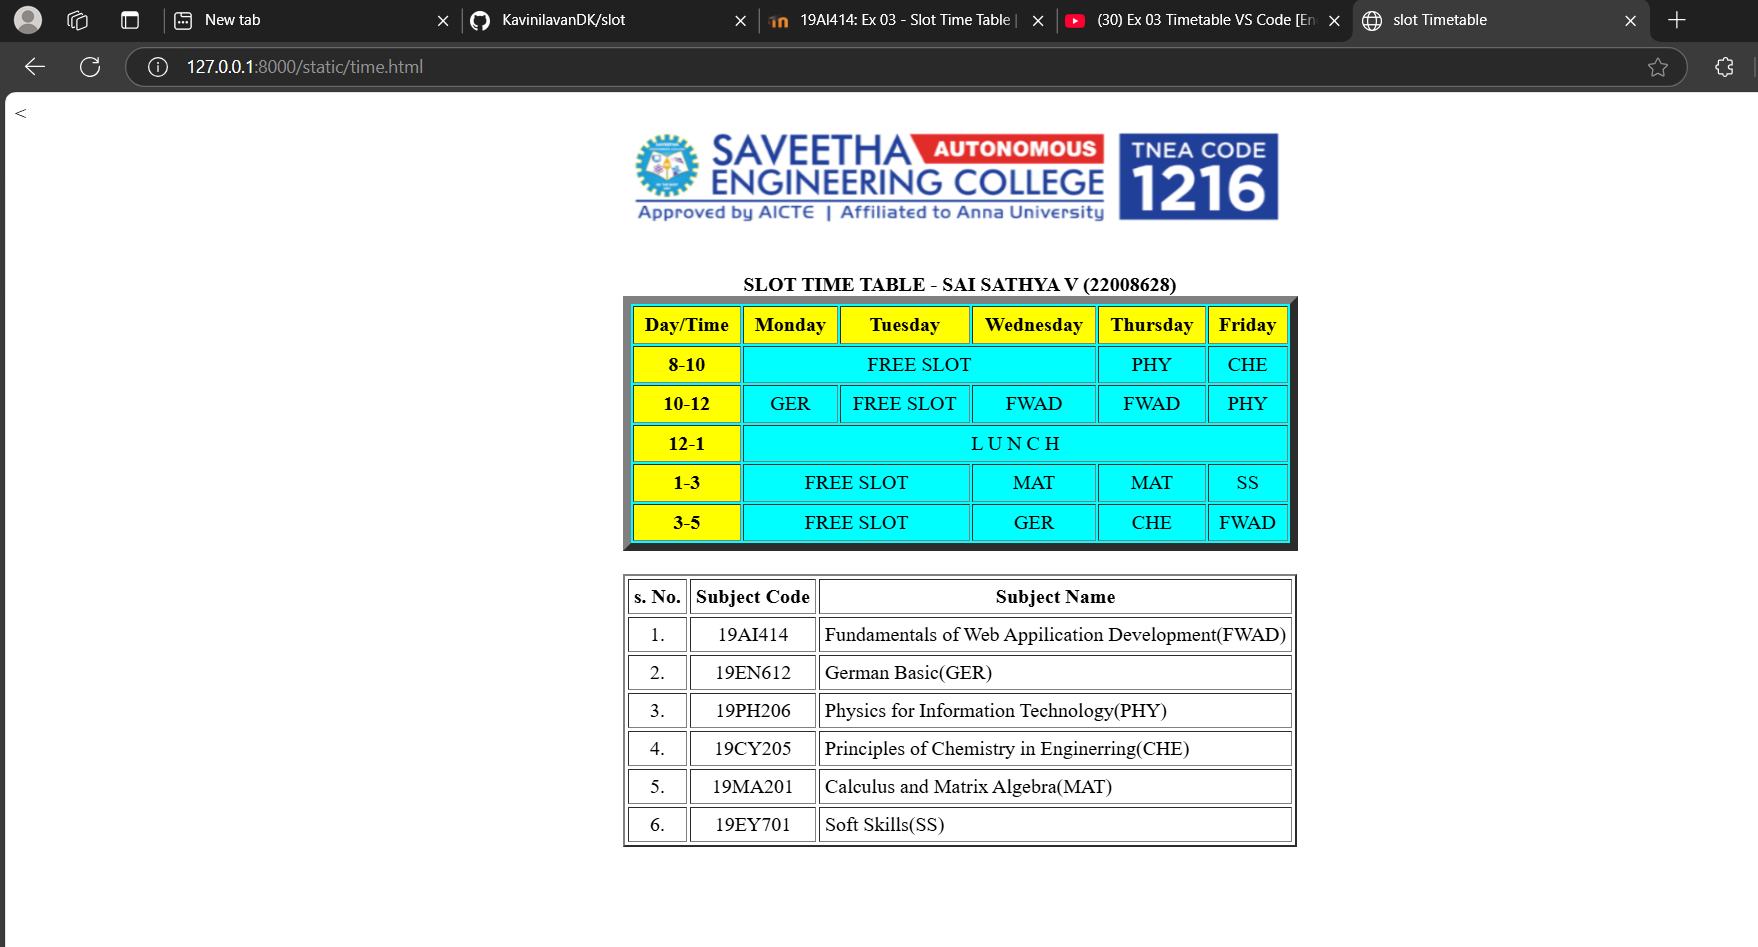 New tab
KavinilavanDK/slot
19AI414: Ex 03 - Slot Time Table |
(30) Ex 03 Timetable VS Code [En
slot Timetable
127.0.0.1:8000/static/time.html
<
SAVEETHA AUTONOMOUS
ENGINEERING COLLEGE
Approved by AICTE | Affiliated to Anna University
TNEA CODE
1216
SLOT TIME TABLE - SAI SATHYA V (22008628)
Day/Time Monday Tuesday Wednesday Thursday Friday
8-10 FREE SLOT PHY CHE
10-12 GER FREE SLOT FWAD FWAD PHY
12-1 L U N C H
1-3 FREE SLOT MAT MAT SS
3-5 FREE SLOT GER CHE FWAD
s. No. Subject Code Subject Name
1. 19AI414 Fundamentals of Web Appilication Development(FWAD)
2. 19EN612 German Basic(GER)
3. 19PH206 Physics for Information Technology(PHY)
4. 19CY205 Principles of Chemistry in Enginerring(CHE)
5. 19MA201 Calculus and Matrix Algebra(MAT)
6. 19EY701 Soft Skills(SS)